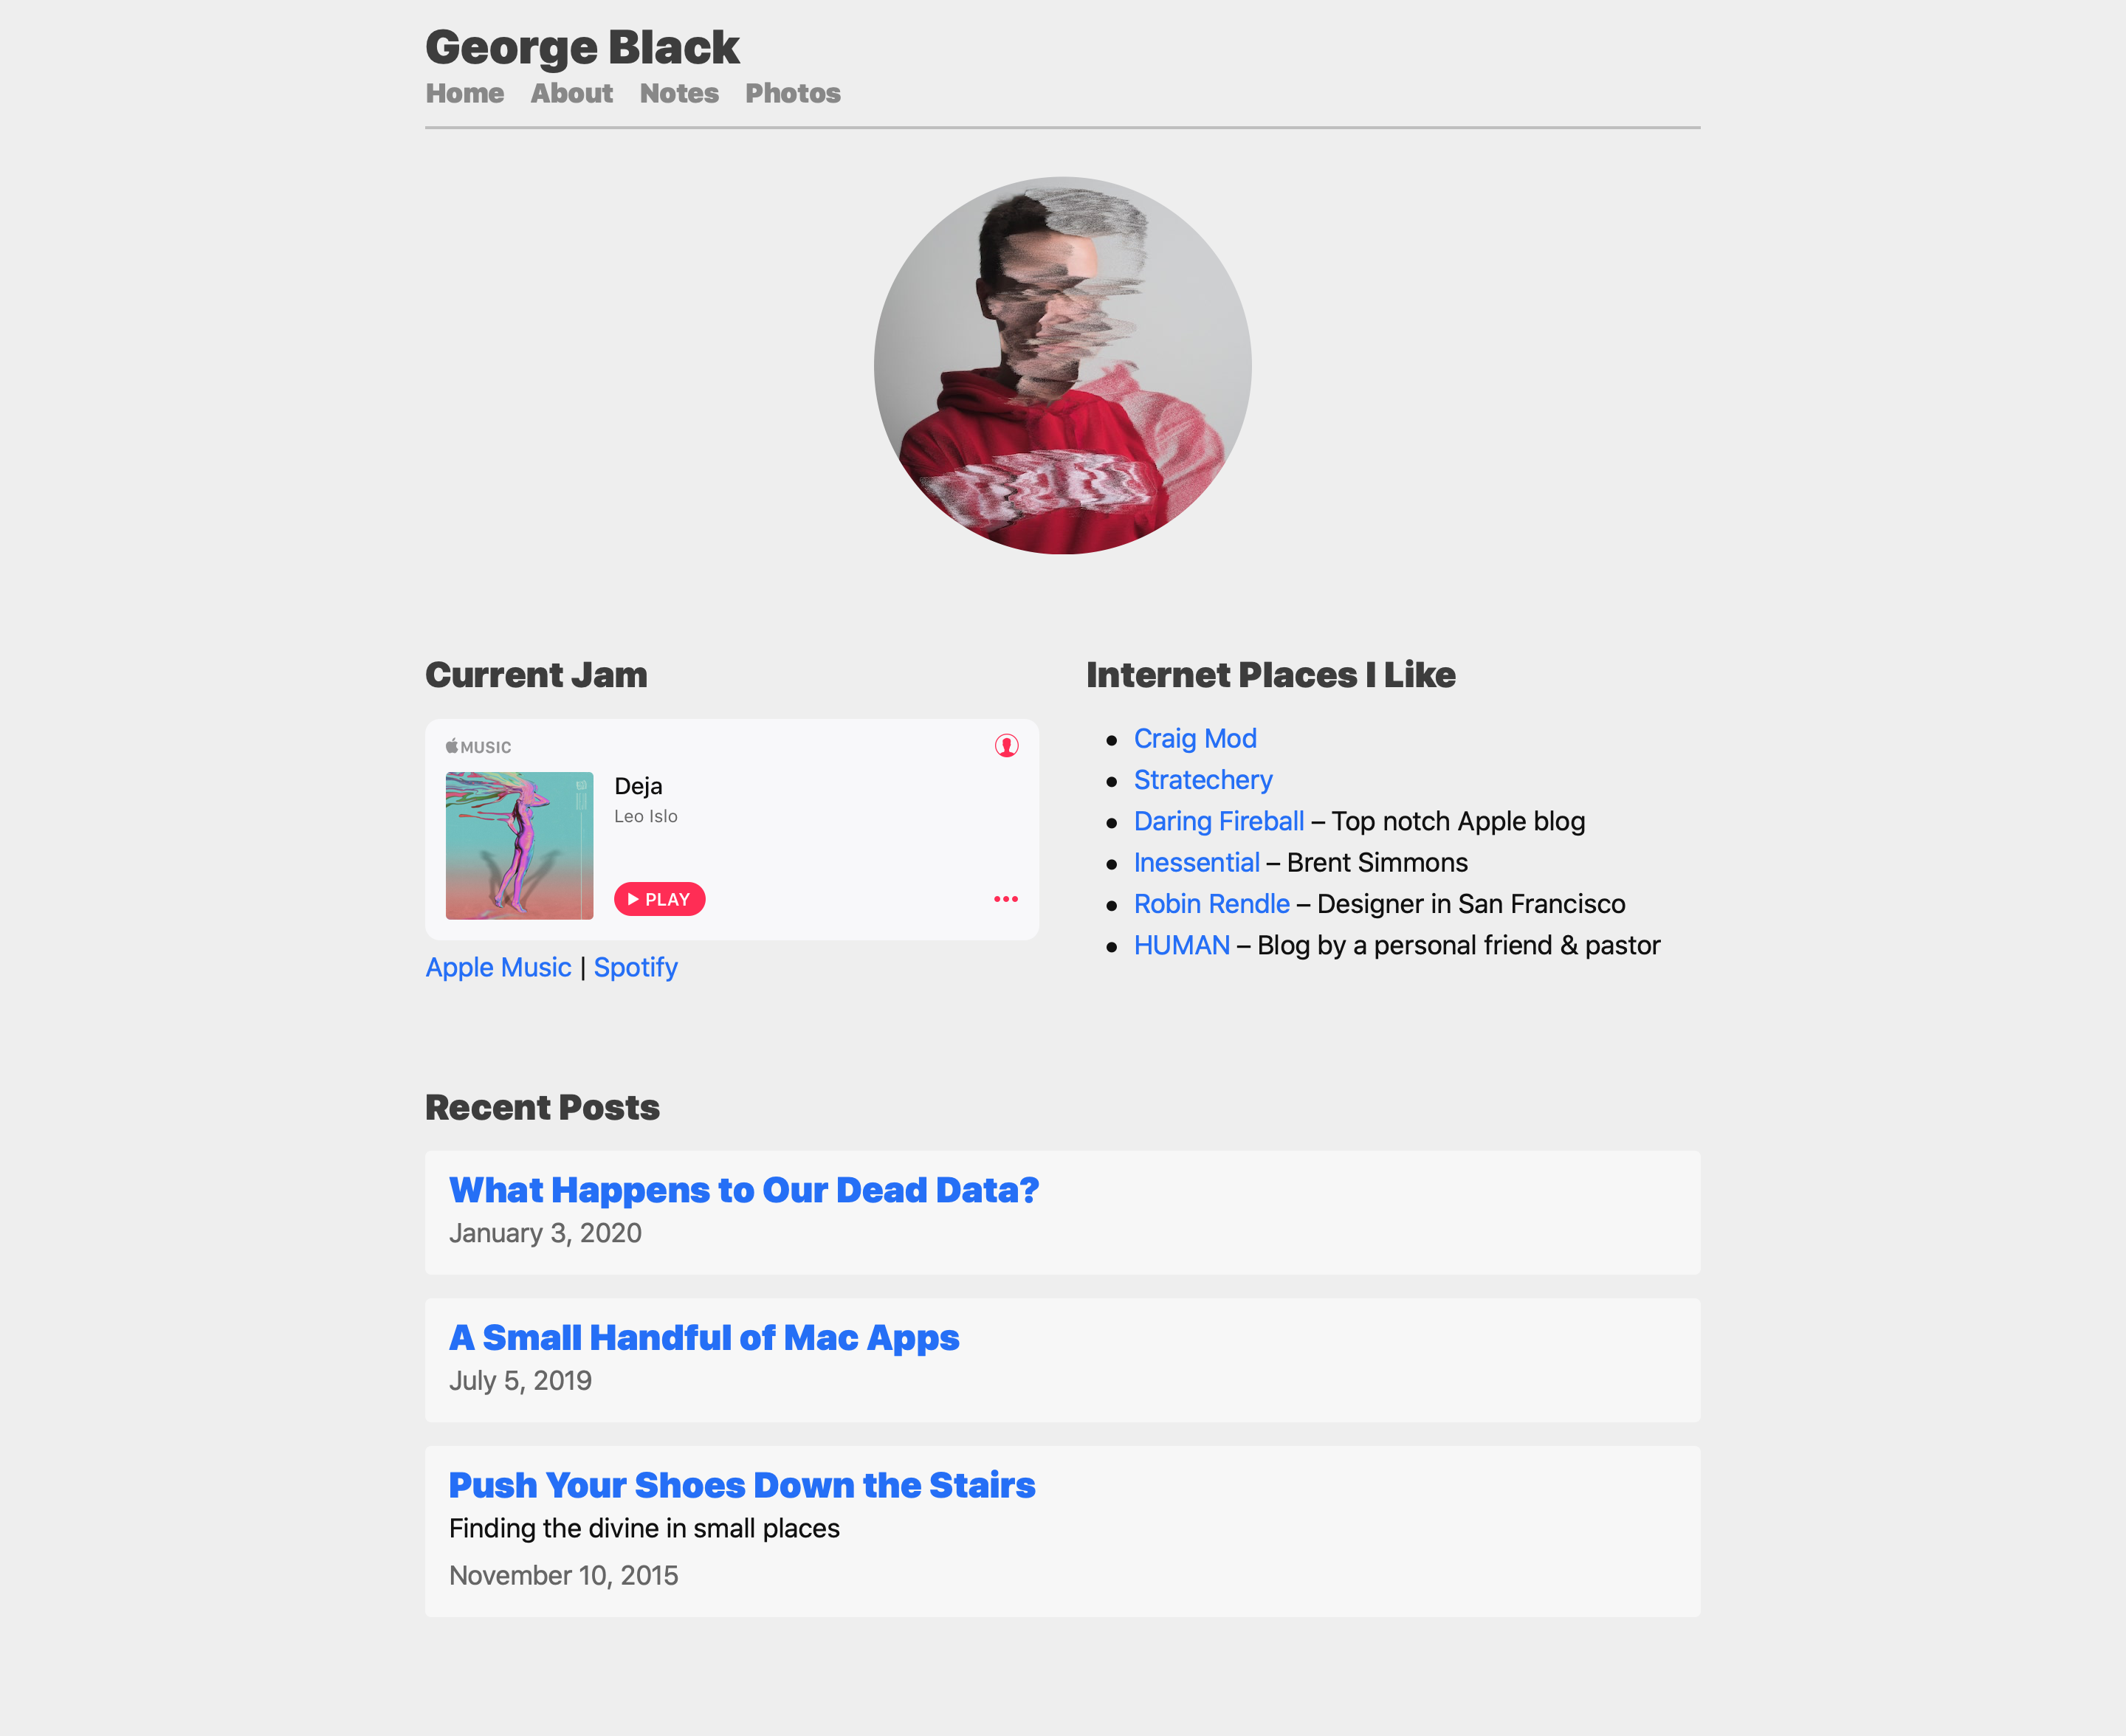 George Black
Home About Notes Photos
Current Jam
MUSIC
Deja
Leo Islo
PLAY
Apple Music | Spotify
Internet Places I Like
Craig Mod
Stratechery
Daring Fireball – Top notch Apple blog
Inessential – Brent Simmons
Robin Rendle – Designer in San Francisco
HUMAN – Blog by a personal friend & pastor
Recent Posts
What Happens to Our Dead Data?
January 3, 2020
A Small Handful of Mac Apps
July 5, 2019
Push Your Shoes Down the Stairs
Finding the divine in small places
November 10, 2015